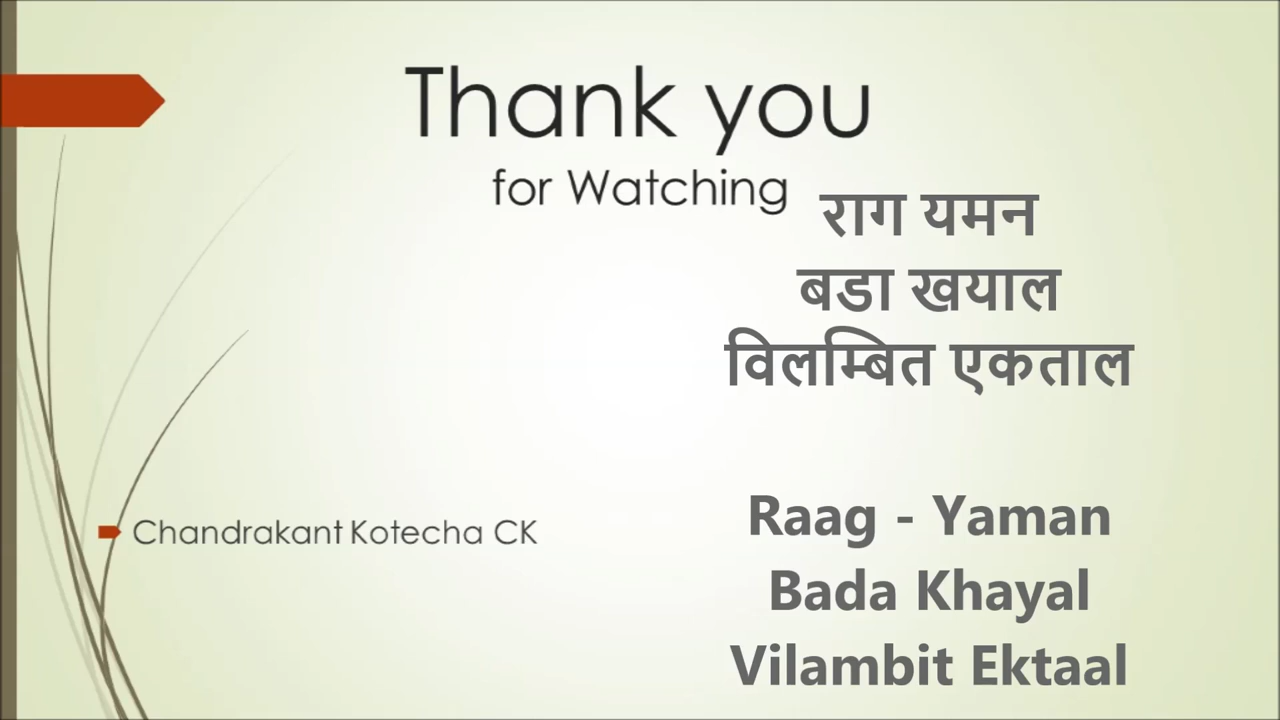 Thank you
for Watching
राग यमन
बडा खयाल
विलम्बित एकताल
Chandrakant Kotecha CK
Raag - Yaman
Bada Khayal
Vilambit Ektaal